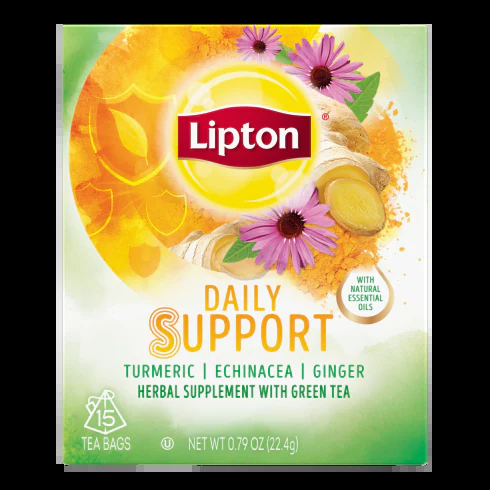 Lipton®
DAILY
SUPPORT
WITH
NATURAL
ESSENTIAL
OILS
TURMERIC | ECHINACEA | GINGER
HERBAL SUPPLEMENT WITH GREEN TEA
15
TEA BAGS
U
NET WT 0.79 OZ (22.4g)